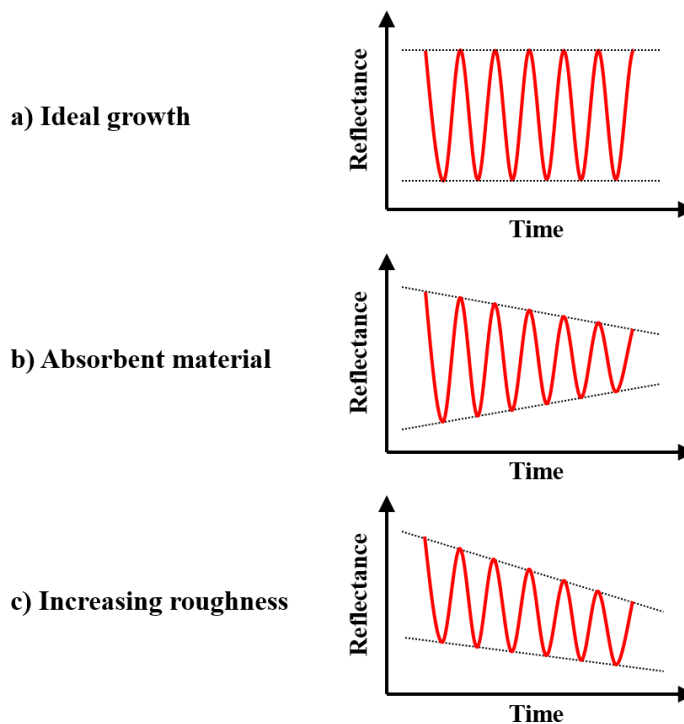 a) Ideal growth
Reflectance
Time
b) Absorbent material
Reflectance
Time
c) Increasing roughness
Reflectance
Time